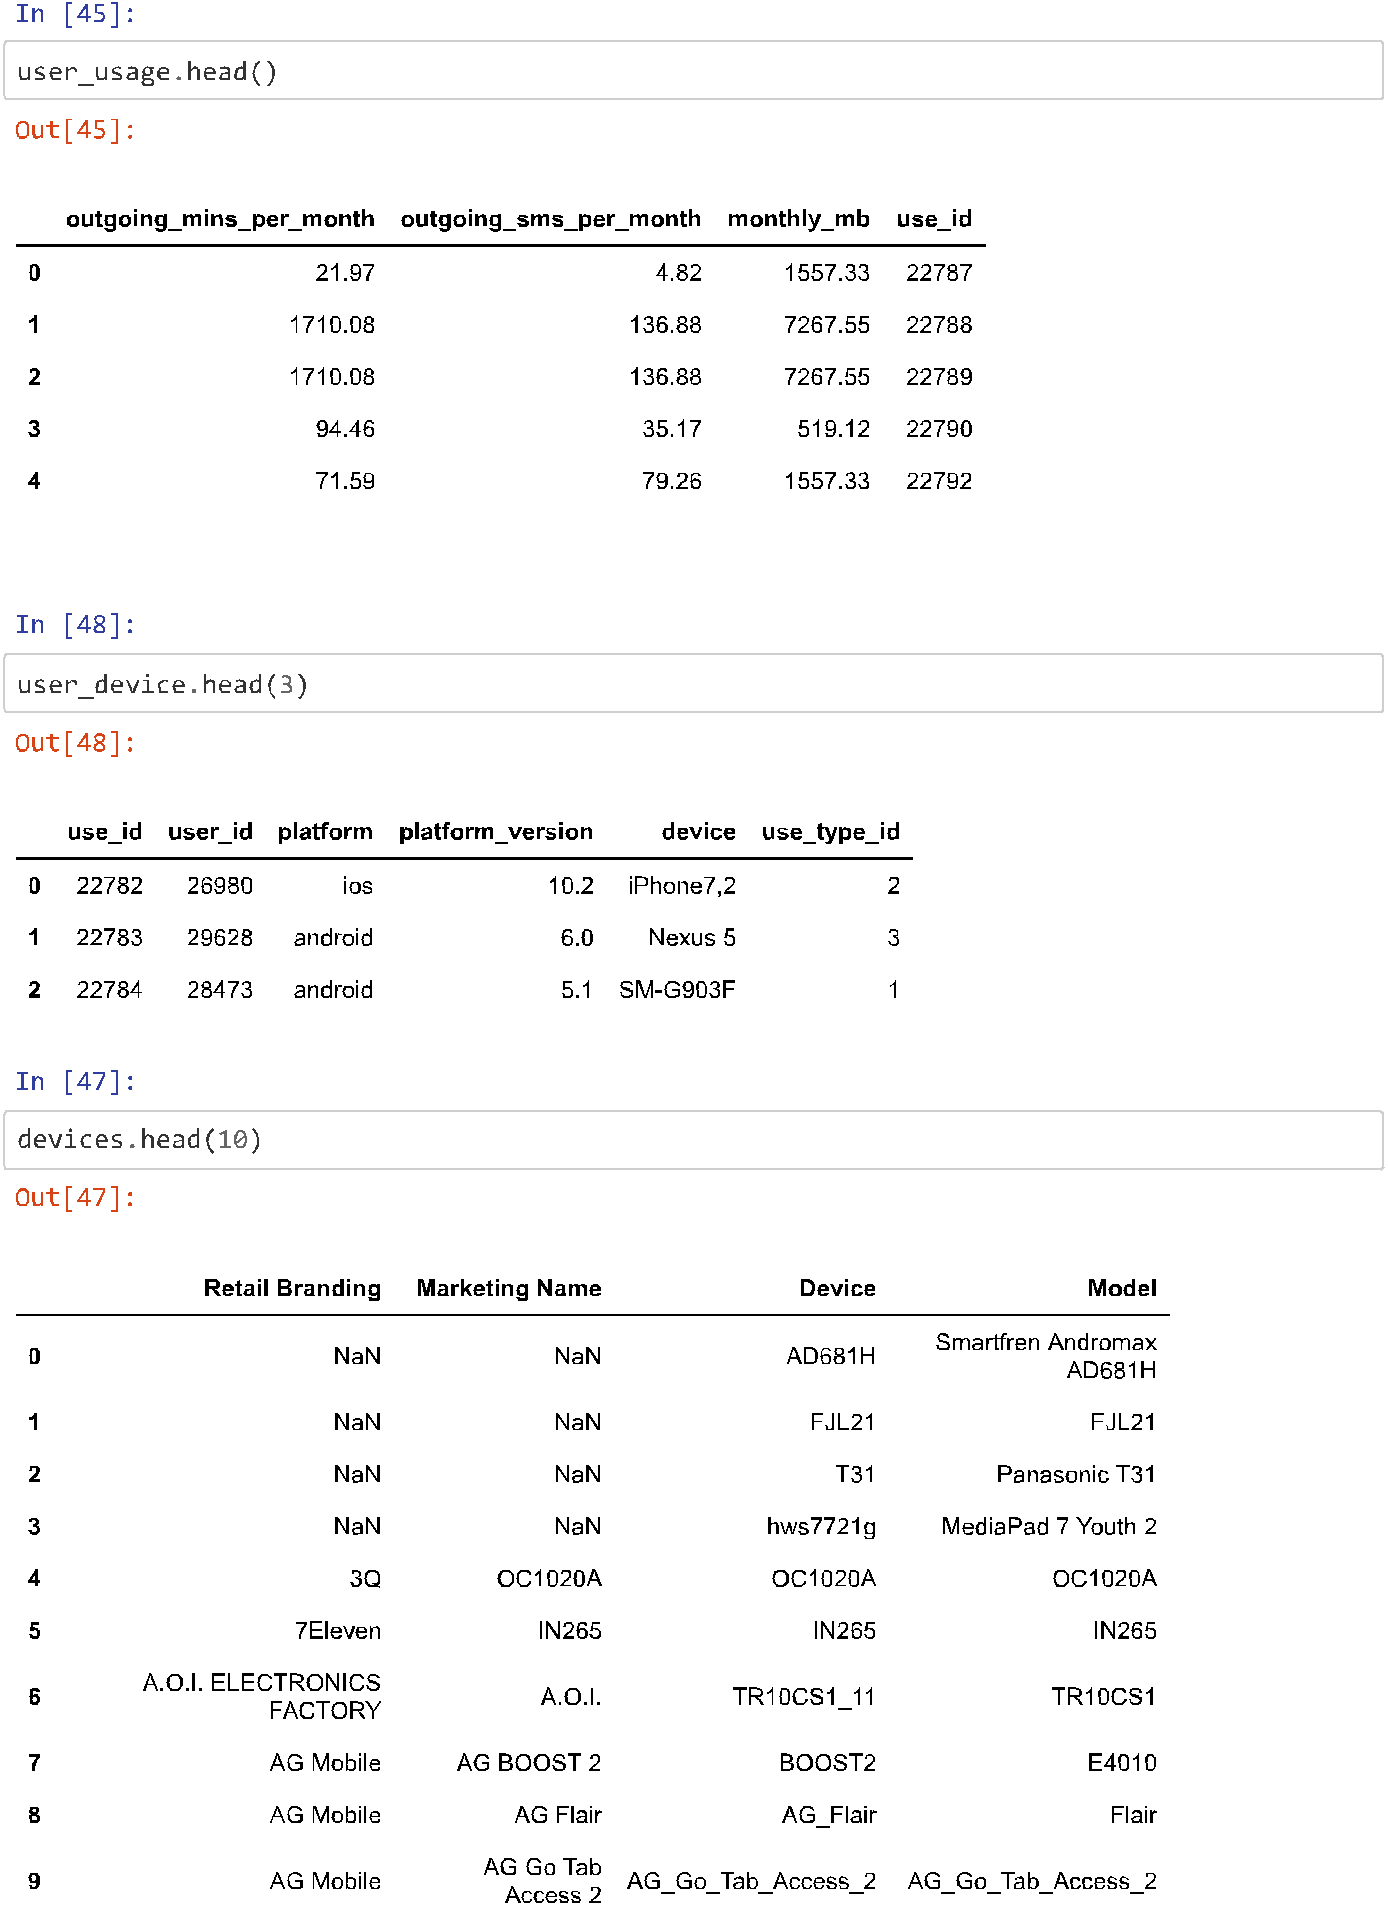 In [45]:
user_usage.head()
Out[45]:
outgoing_mins_per_month outgoing_sms_per_month monthly_mb use_id
0 21.97 4.82 1557.33 22787
1 1710.08 136.88 7267.55 22788
2 1710.08 136.88 7267.55 22789
3 94.46 35.17 519.12 22790
4 71.59 79.26 1557.33 22792
In [48]:
user_device.head(3)
Out[48]:
use_id user_id platform platform_version device use_type_id
0 22782 26980 ios 10.2 iPhone7,2 2
1 22783 29628 android 6.0 Nexus 5 3
2 22784 28473 android 5.1 SM-G903F 1
In [47]:
devices.head(10)
Out[47]:
Retail Branding Marketing Name Device Model
0 NaN NaN AD681H Smartfren Andromax
AD681H
1 NaN NaN FJL21 FJL21
2 NaN NaN T31 Panasonic T31
3 NaN NaN hws7721g MediaPad 7 Youth 2
4 3Q OC1020A OC1020A OC1020A
5 7Eleven IN265 IN265 IN265
6 A.O.I. ELECTRONICS
FACTORY A.O.I. TR10CS1_11 TR10CS1
7 AG Mobile AG BOOST 2 BOOST2 E4010
8 AG Mobile AG Flair AG_Flair Flair
9 AG Mobile AG Go Tab
Access 2 AG_Go_Tab_Access_2 AG_Go_Tab_Access_2